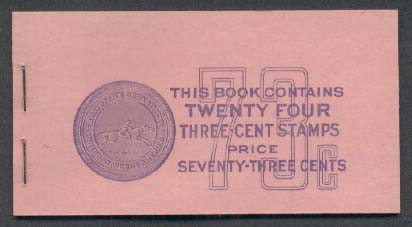 THIS BOOK CONTAINS
TWENTY FOUR
THREE-CENT STAMPS
PRICE
SEVENTY-THREE CENTS
73c